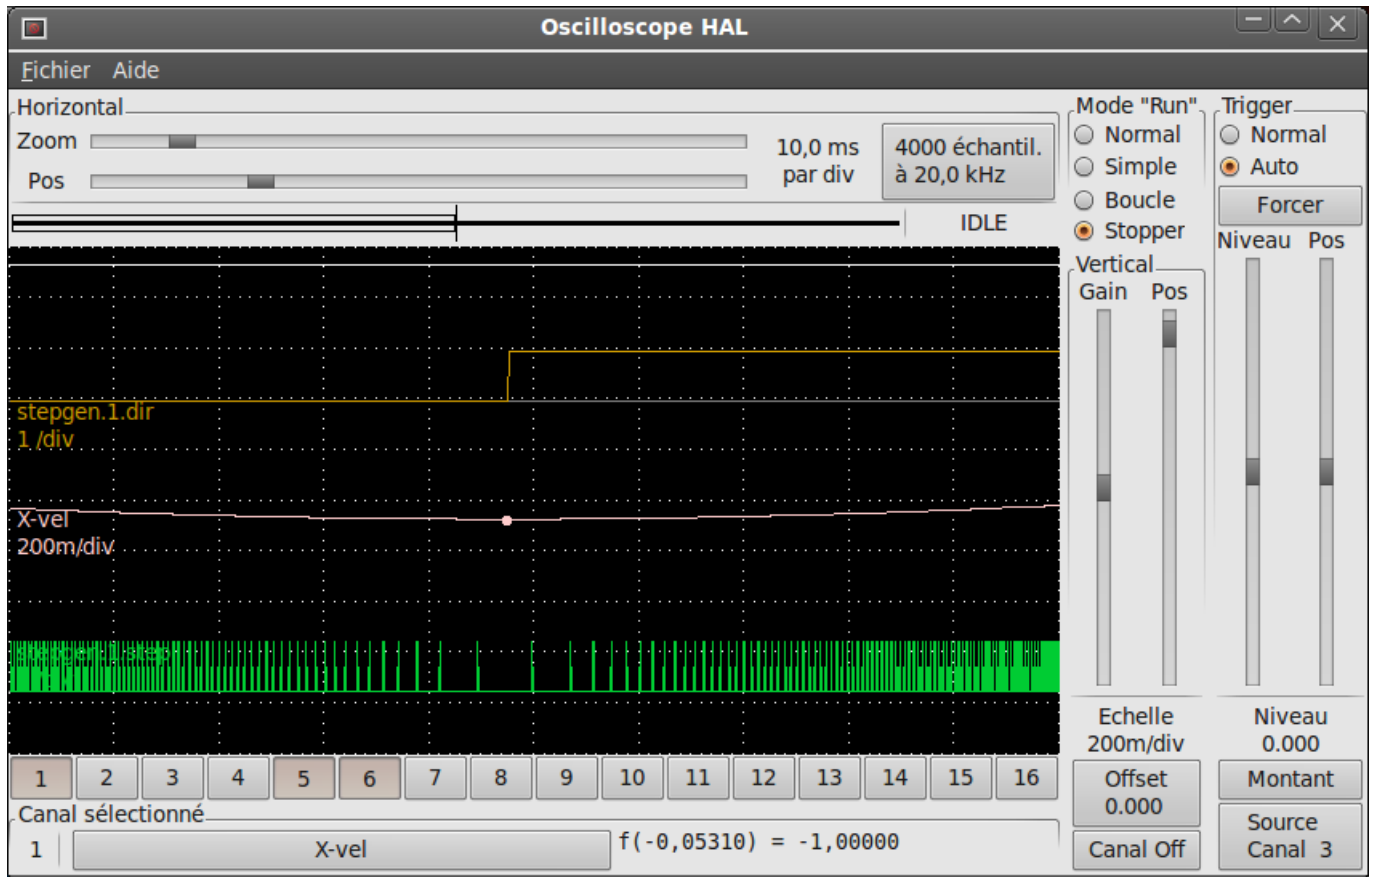 Oscilloscope HAL
Fichier Aide
Horizontal
Zoom
Pos
10,0 ms
par div
4000 échantil.
à 20,0 kHz
IDLE
Mode "Run"
Normal
Simple
Boucle
Stopper
Trigger
Normal
Auto
Forcer
Niveau Pos
Vertical
Gain Pos
stepgen.1.dir
1 /div
X-vel
200m/div
stepgen.1.step
Echelle
200m/div
Offset
0.000
Canal Off
Niveau
0.000
Montant
Source
Canal 3
1 2 3 4 5 6 7 8 9 10 11 12 13 14 15 16
Canal sélectionné
1 X-vel f(-0,05310) = -1,00000